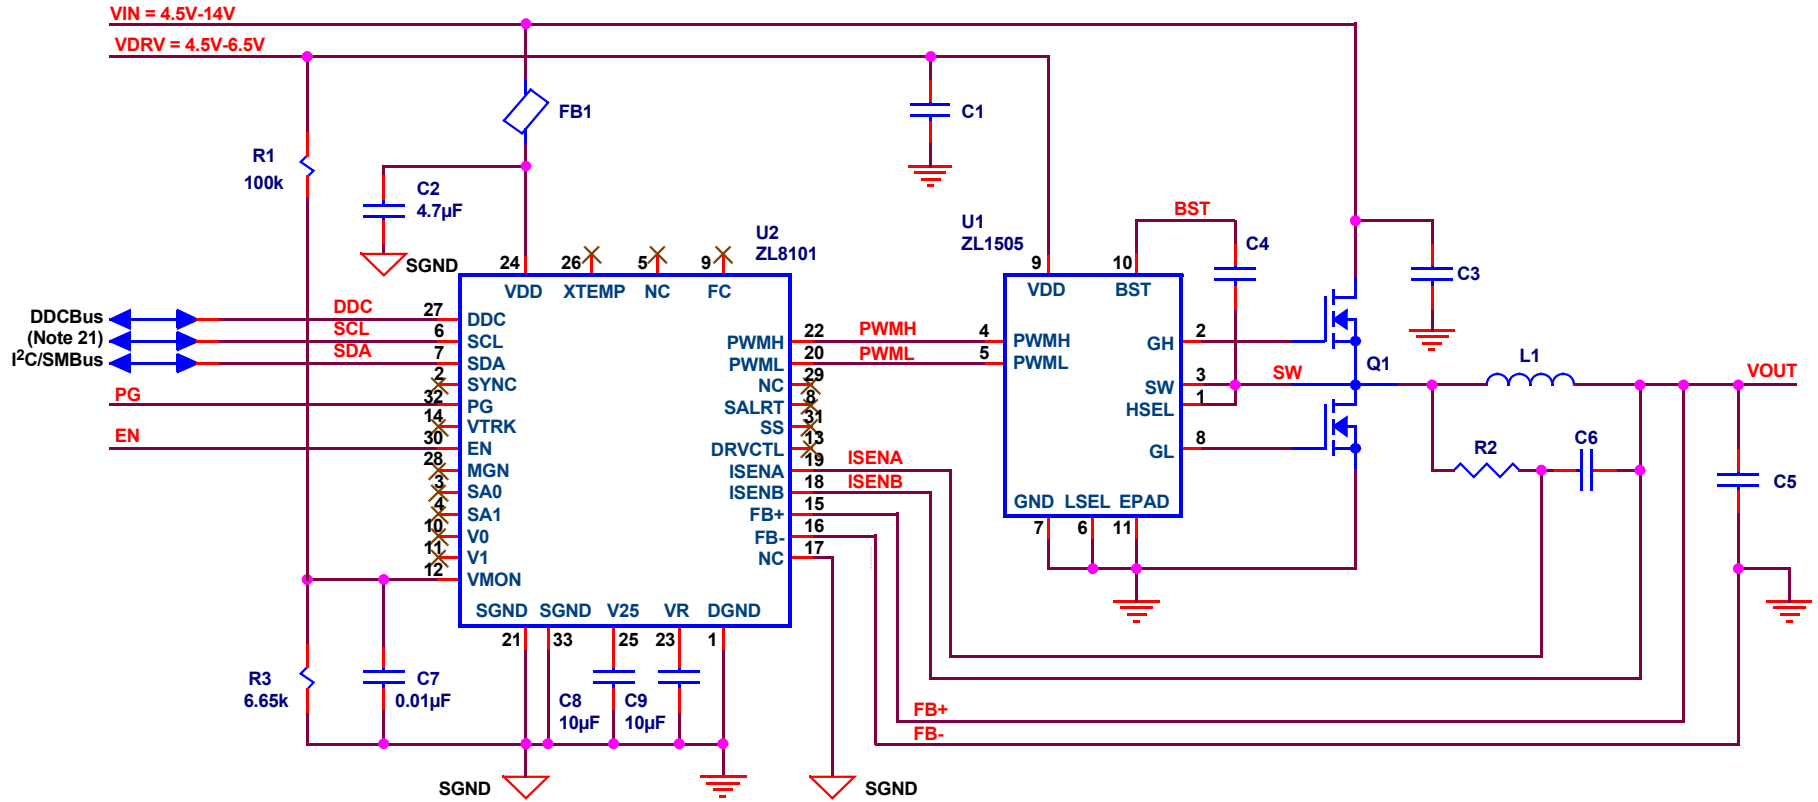 VIN = 4.5V-14V
VDRV = 4.5V-6.5V
FB1
C1
R1
100k
C2
4.7µF
SGND
U2
ZL8101
U1
ZL1505
BST
C4
C3
24
26
5
9
VDD
XTEMP
NC
FC
9
10
VDD
BST
DDCBus
(Note 21)
I²C/SMBus
DDC
SCL
SDA
PG
EN
27
6
7
2
32
14
30
28
3
4
10
11
12
DDC
SCL
SDA
SYNC
PG
VTRK
EN
MGN
SA0
SA1
V0
V1
VMON
PWMH
PWML
NC
SALRT
SS
DRVCTL
ISENA
ISENB
FB+
FB-
NC
22
20
29
8
31
13
19
18
15
16
17
PWMH
PWML
ISENA
ISENB
4
5
PWMH
PWML
GH
SW
HSEL
GL
2
3
1
8
SW
Q1
L1
VOUT
R2
C6
C5
GND
LSEL
EPAD
7
6
11
SGND
SGND
V25
VR
DGND
21
33
25
23
1
R3
6.65k
C7
0.01µF
C8
10µF
C9
10µF
FB+
FB-
SGND
SGND